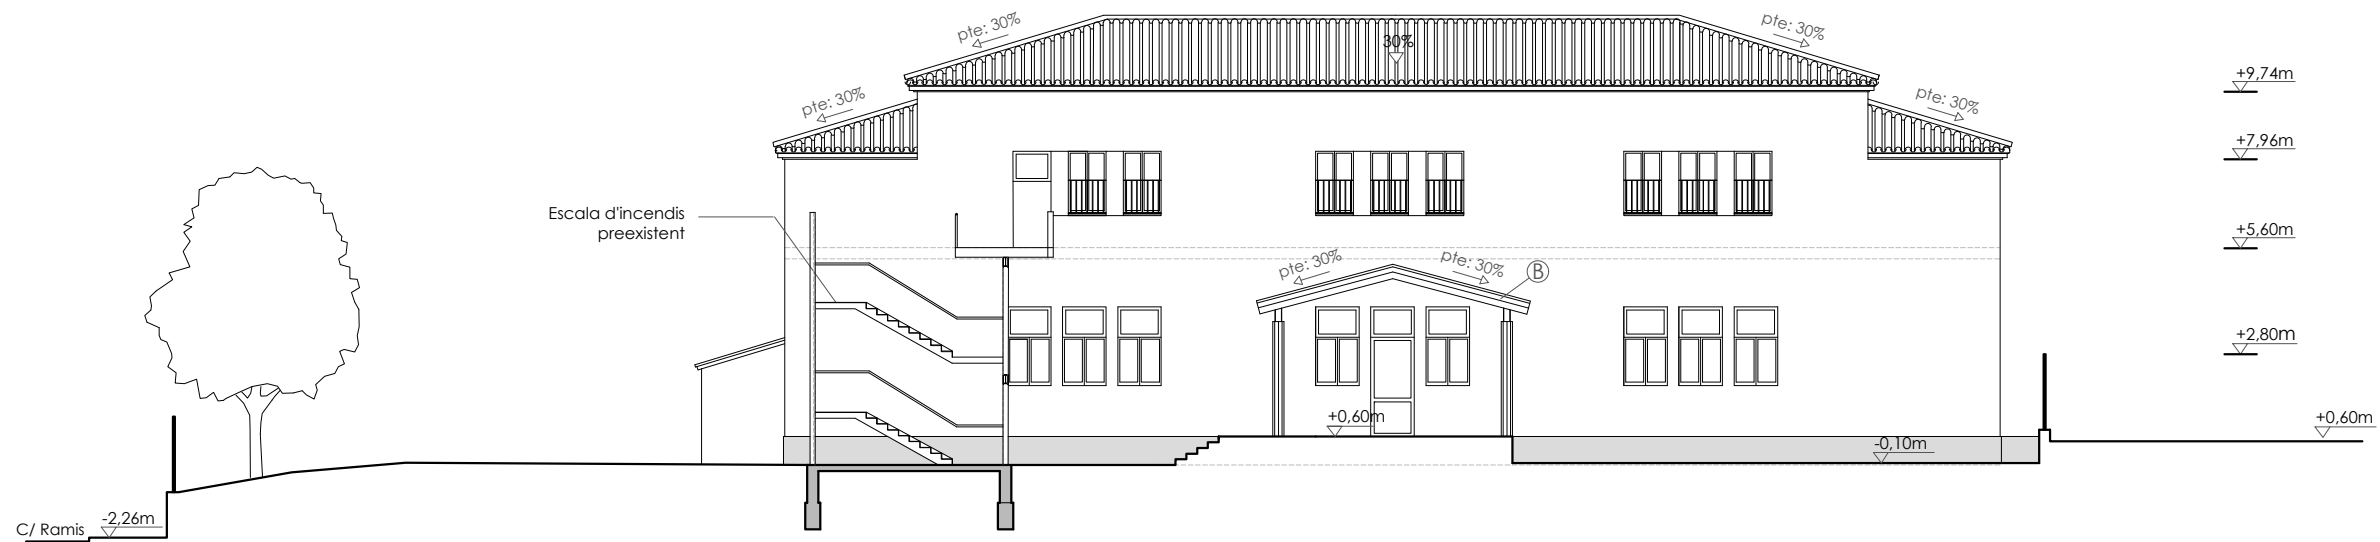 pte: 30%
pte: 30%
30%
+9,74m
pte: 30%
pte: 30%
+7,96m
Escala d'incendis
preexistent
+5,60m
pte: 30%
pte: 30%
B
+2,80m
+0,60m
+0,60m
-0,10m
C/ Ramis
-2,26m